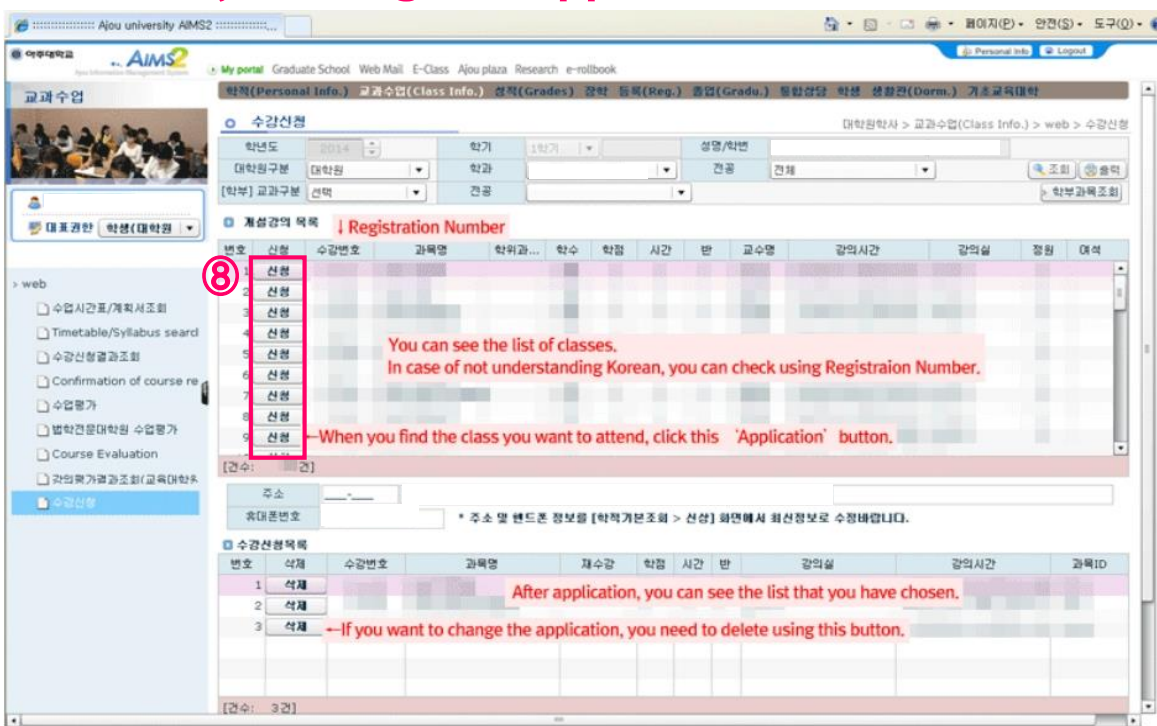 :::::::::::::::: Ajou university AIMS2 ::::::::::::::...
페이지(P) 안전(S) 도구(O)
아주대학교 AIMS2
Ajou Information Management System
My portal Graduate School Web Mail E-Class Ajou plaza Research e-rollbook
Personal Info Logout
교과수업
학적(Personal Info.) 교과수업(Class Info.) 성적(Grades) 장학 등록(Reg.) 졸업(Gradu.) 통합상담 학생 생활관(Dorm.) 기초교육대학
수강신청
대학원학사 > 교과수업(Class Info.) > web > 수강신청
학년도 2014 학기 1학기 성명/학번
대학원구분 대학원 학과 전공 전체 조회 출력
[학부] 교과구분 선택 전공 학부과목조회
대표권한 학생(대학원
개설강의 목록 ↓Registration Number
번호 신청 수강번호 과목명 학위과... 학수 학점 시간 반 교수명 강의시간 강의실 정원 여석
⑧
1 신청
2 신청
3 신청
4 신청
5 신청
6 신청
7 신청
8 신청
9 신청
You can see the list of classes.
In case of not understanding Korean, you can check using Registraion Number.
←When you find the class you want to attend, click this 'Application' button.
[건수: 건]
> web
수업시간표/계획서조회
Timetable/Syllabus searcl
수강신청결과조회
Confirmation of course re
수업평가
법학전문대학원 수업평가
Course Evaluation
강의평가결과조회(교육대학원
수강신청
주소 ___-___
휴대폰번호 * 주소 및 핸드폰 정보를 [학적기본조회 > 신상] 화면에서 최신정보로 수정바랍니다.
수강신청목록
번호 삭제 수강번호 과목명 재수강 학점 시간 반 강의실 강의시간 과목ID
1 삭제
After application, you can see the list that you have chosen.
2 삭제
3 삭제 ←If you want to change the application, you need to delete using this button.
[건수: 3건]